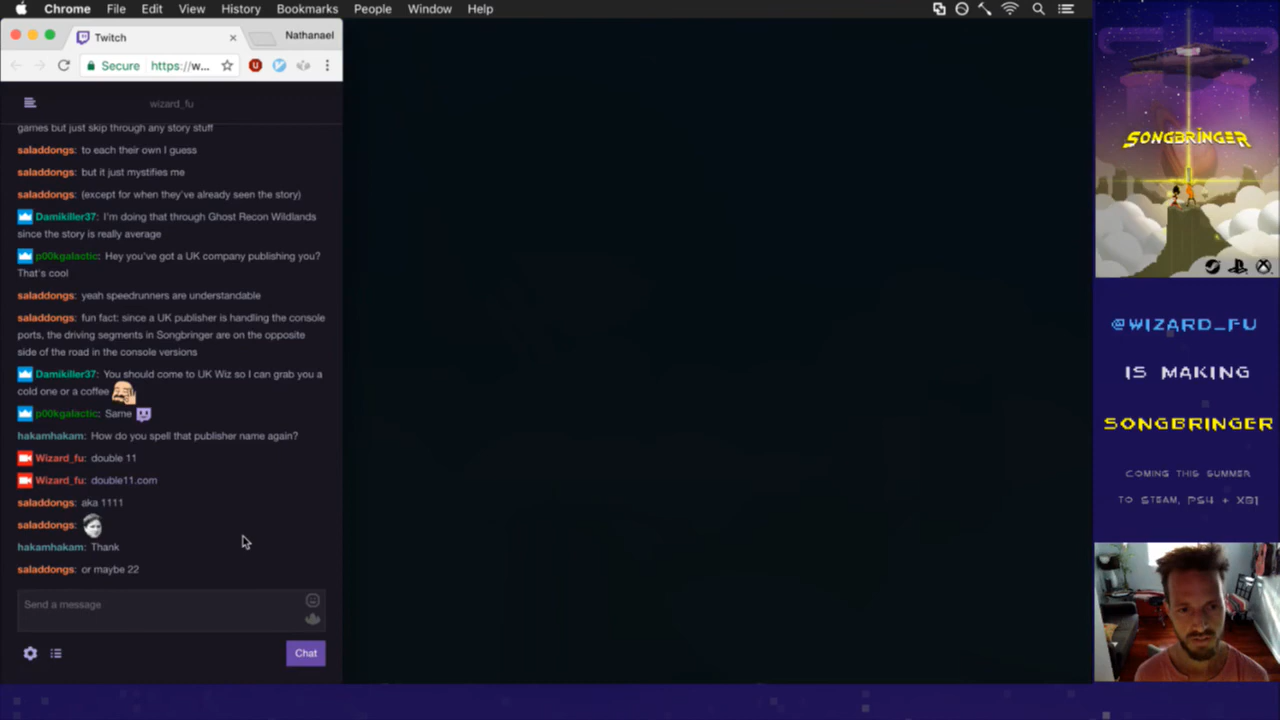 Chrome File Edit View History Bookmarks People Window Help
Twitch
Nathanael
Secure https://w...
wizard_fu
games but just skip through any story stuff
saladdongs: to each their own I guess
saladdongs: but it just mystifies me
saladdongs: (except for when they've already seen the story)
Damikiller37: I'm doing that through Ghost Recon Wildlands
since the story is really average
p00kgalactic: Hey you've got a UK company publishing you?
That's cool
saladdongs: yeah speedrunners are understandable
saladdongs: fun fact: since a UK publisher is handling the console
ports, the driving segments in Songbringer are on the opposite
side of the road in the console versions
Damikiller37: You should come to UK Wiz so I can grab you a
cold one or a coffee
p00kgalactic: Same
hakamhakam: How do you spell that publisher name again?
Wizard_fu: double 11
Wizard_fu: double11.com
saladdongs: aka 1111
saladdongs:
hakamhakam: Thank
saladdongs: or maybe 22
Send a message
Chat
SONGBRINGER
@WIZARD_FU
IS MAKING
SONGBRINGER
COMING THIS SUMMER
TO STEAM, PS4 + XB1